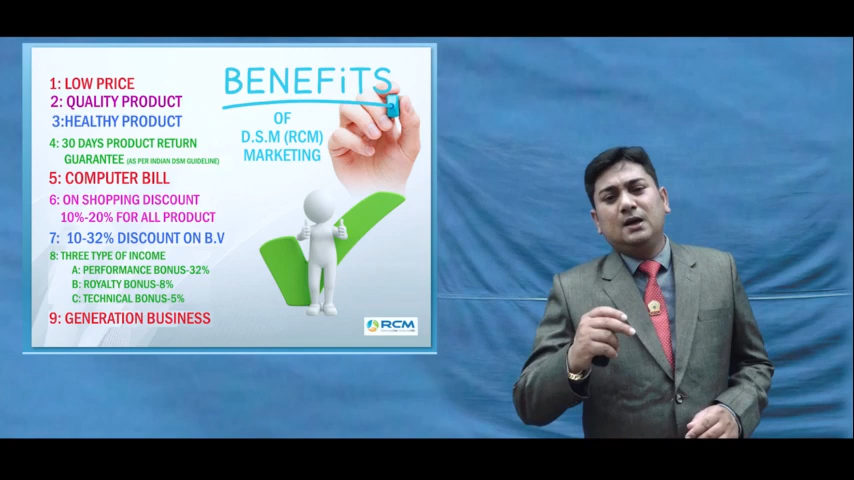 BENEFiTS
OF
D.S.M (RCM)
MARKETING
1: LOW PRICE
2: QUALITY PRODUCT
3:HEALTHY PRODUCT
4: 30 DAYS PRODUCT RETURN
GUARANTEE (AS PER INDIAN DSM GUIDELINE)
5: COMPUTER BILL
6: ON SHOPPING DISCOUNT
10%-20% FOR ALL PRODUCT
7: 10-32% DISCOUNT ON B.V
8: THREE TYPE OF INCOME
A: PERFORMANCE BONUS-32%
B: ROYALTY BONUS-8%
C: TECHNICAL BONUS-5%
9: GENERATION BUSINESS
RCM